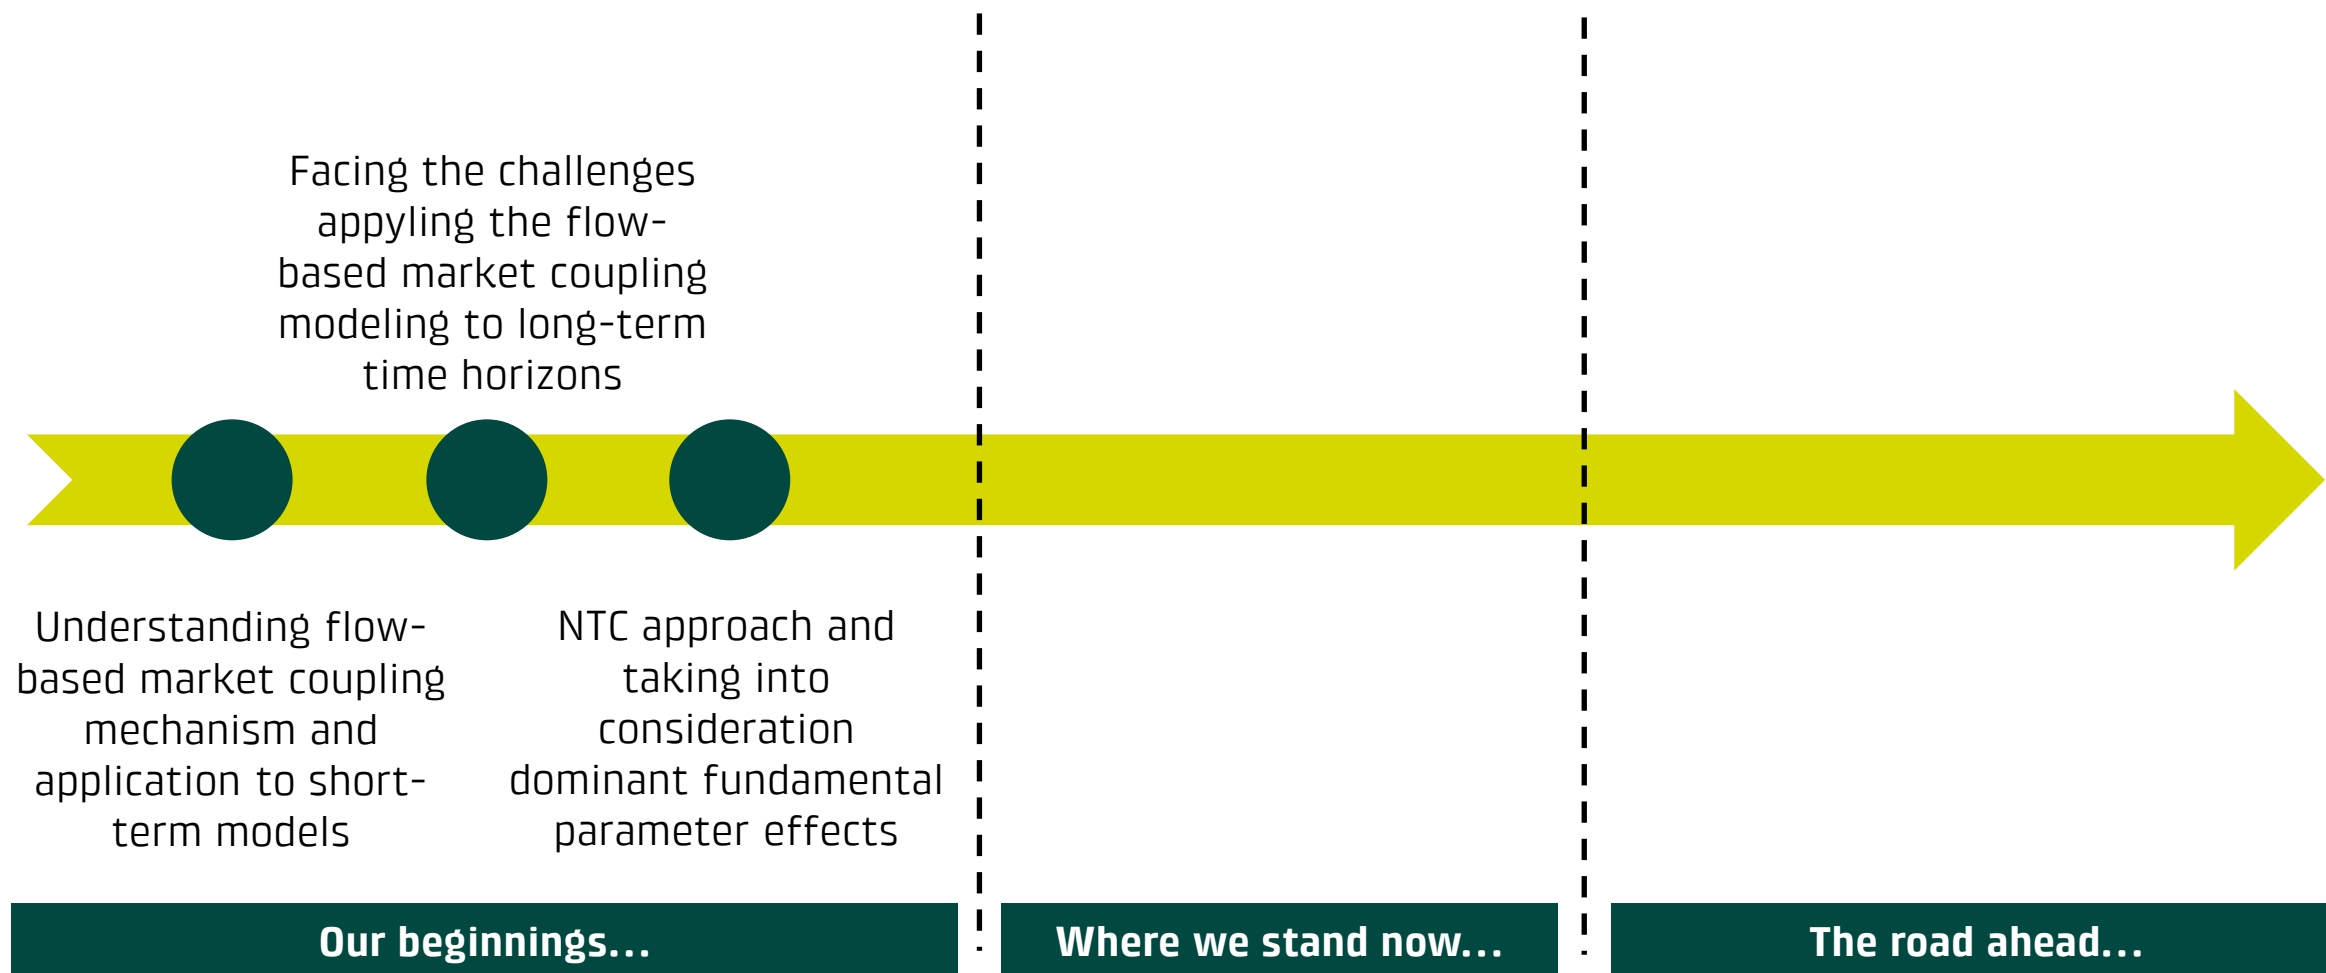 Facing the challenges
appyling the flow-
based market coupling
modeling to long-term
time horizons
Understanding flow-
based market coupling
mechanism and
application to short-
term models
NTC approach and
taking into
consideration
dominant fundamental
parameter effects
Our beginnings...
Where we stand now...
The road ahead...